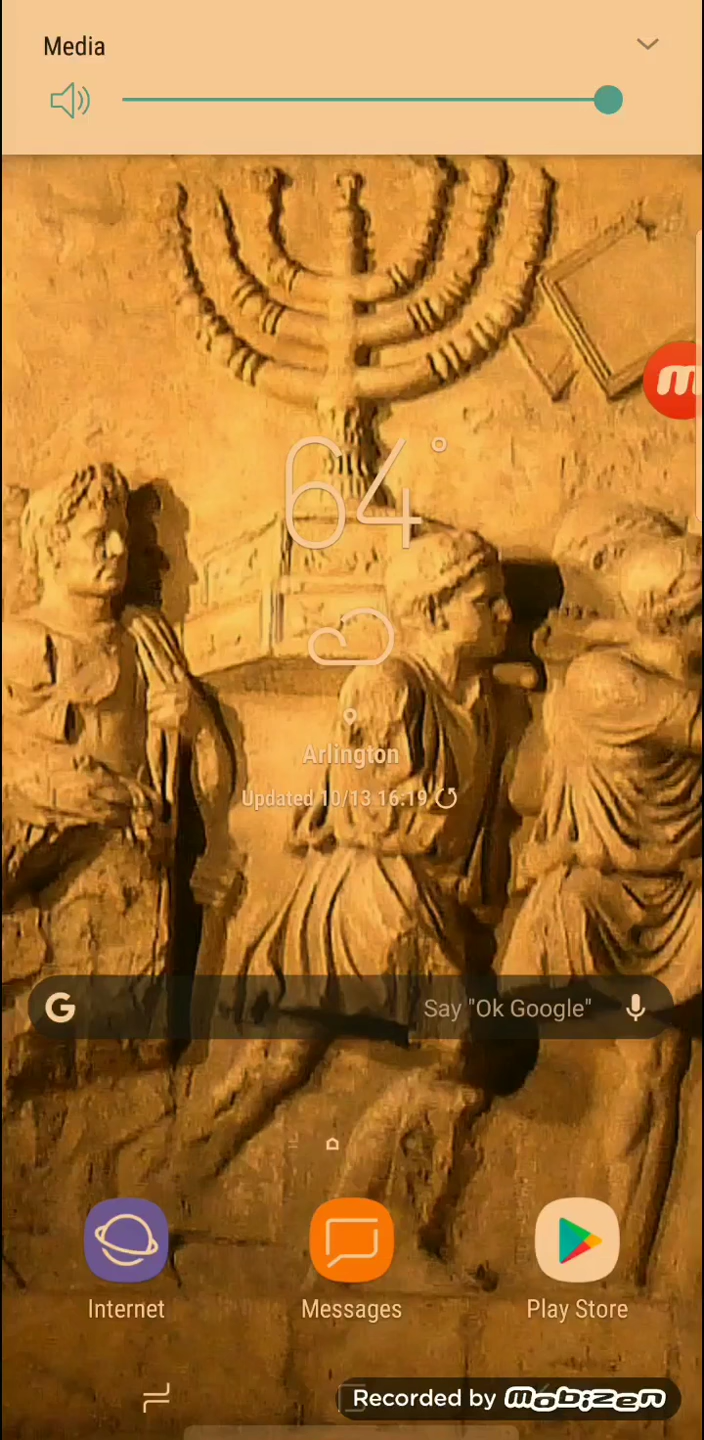 Media
64°
Arlington
Updated 10/13 16:19
G
Say "Ok Google"
Internet
Messages
Play Store
Recorded by mobizen